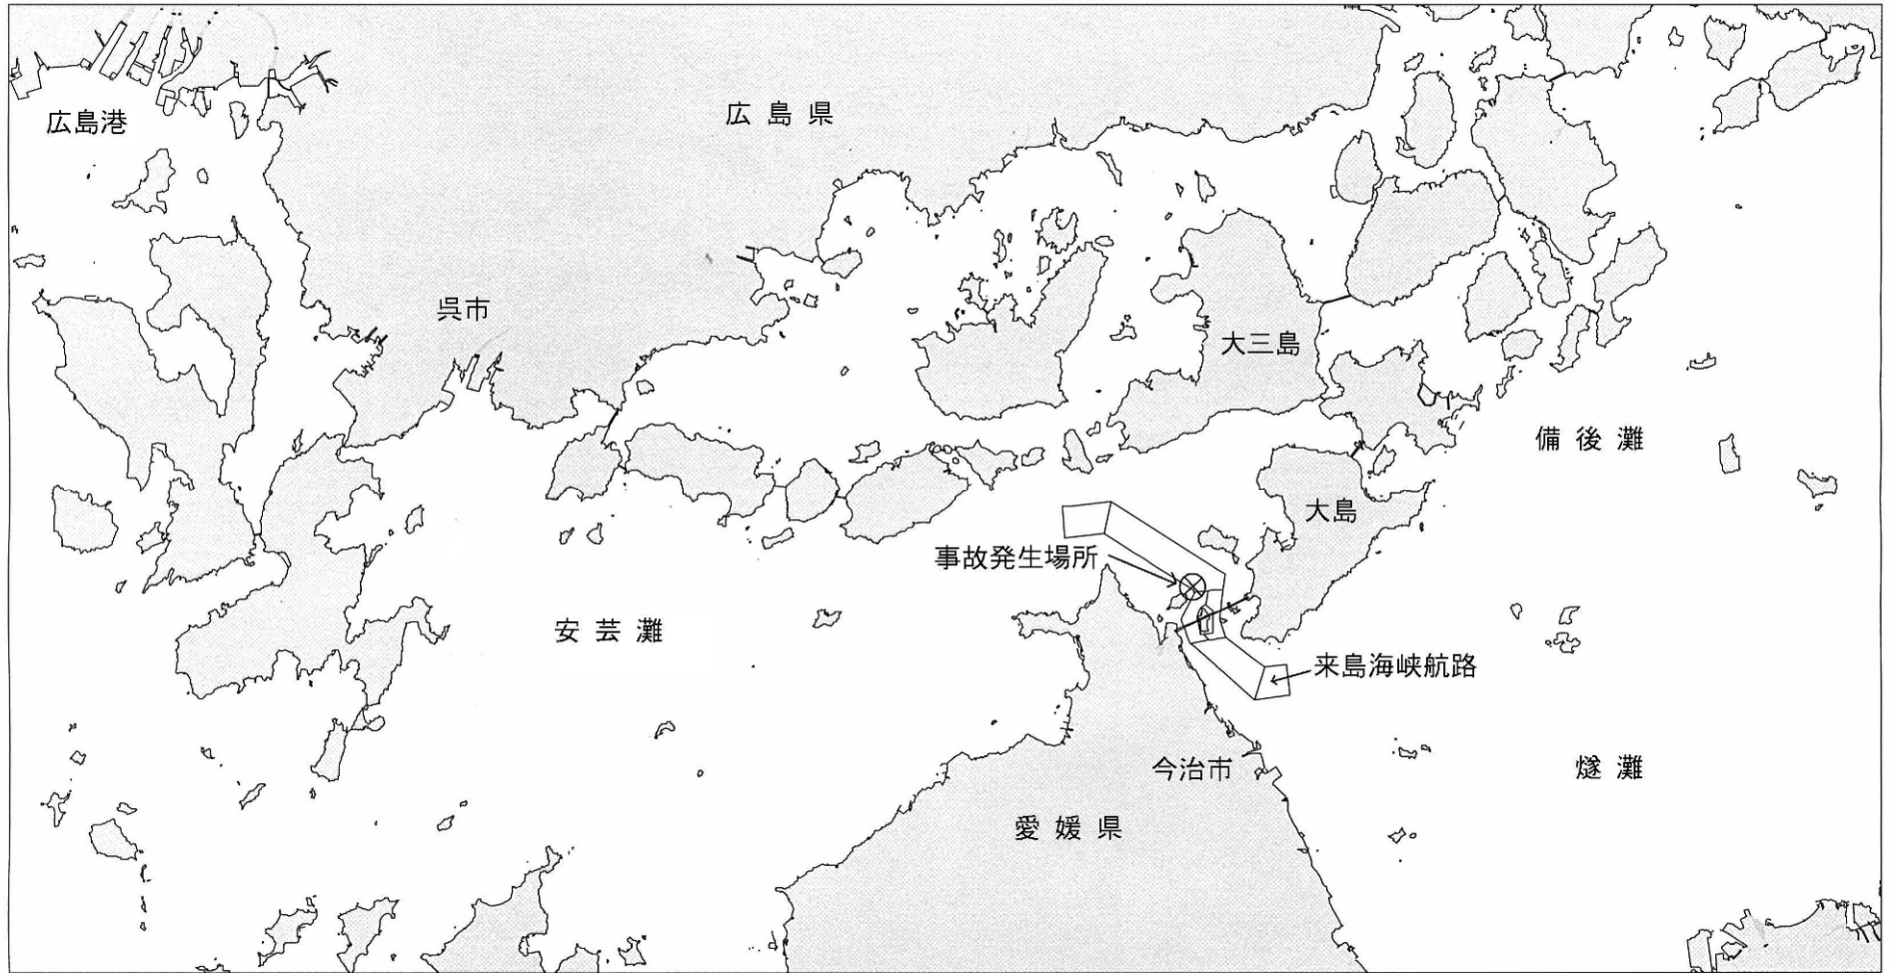 広島港
広島県
呉市
大三島
備後灘
大島
事故発生場所
安芸灘
来島海峡航路
今治市
燧灘
愛媛県